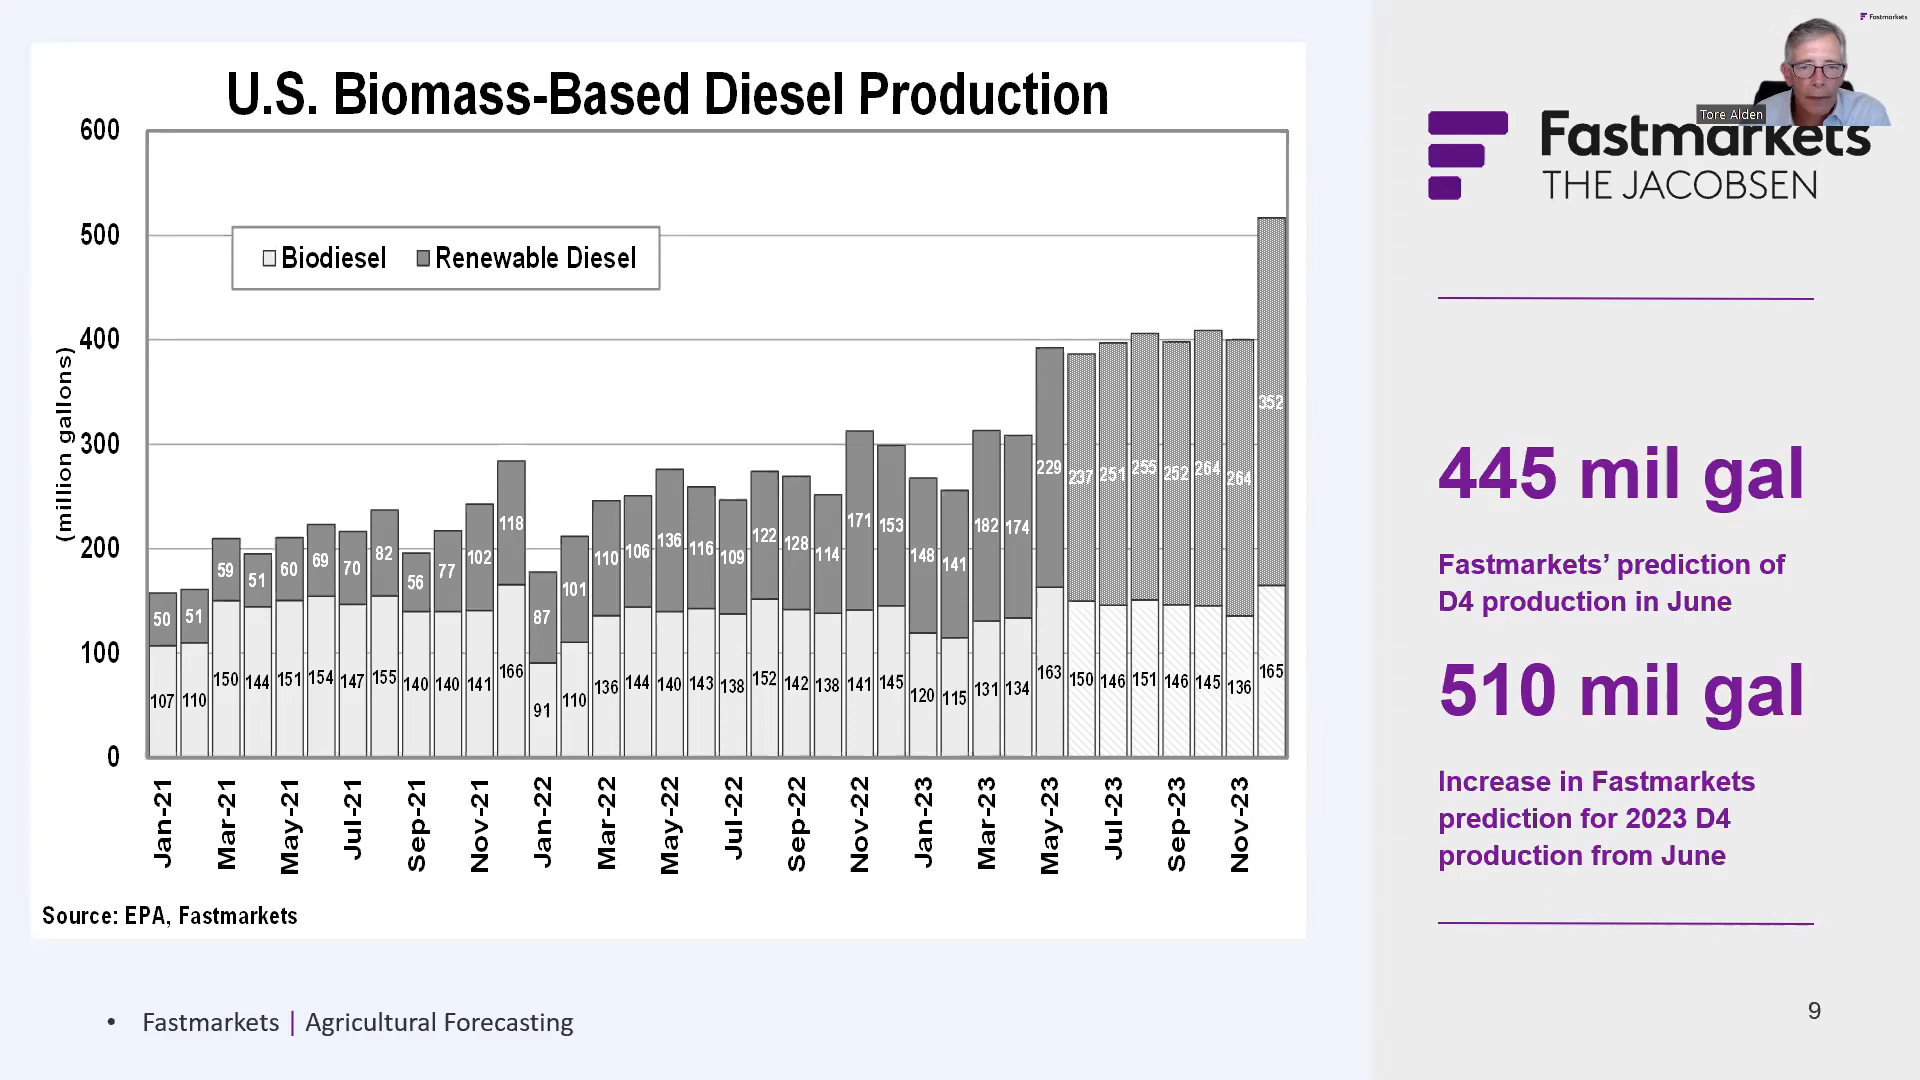 Fastmarkets
Tore Alden
U.S. Biomass-Based Diesel Production
600
500
400
300
200
100
0
(million gallons)
Biodiesel Renewable Diesel
50 51 59 51 60 69 70 82 56 77 102 118 87 101 110 106 136 116 109 122 128 114 171 153 148 141 182 174 229 237 251 255 252 264 264 352
107 110 150 144 151 154 147 155 140 140 141 166 91 110 136 144 140 143 138 152 142 138 141 145 120 115 131 134 163 150 146 151 146 145 136 165
Jan-21 Mar-21 May-21 Jul-21 Sep-21 Nov-21 Jan-22 Mar-22 May-22 Jul-22 Sep-22 Nov-22 Jan-23 Mar-23 May-23 Jul-23 Sep-23 Nov-23
Source: EPA, Fastmarkets
Fastmarkets
THE JACOBSEN
445 mil gal
Fastmarkets’ prediction of
D4 production in June
510 mil gal
Increase in Fastmarkets
prediction for 2023 D4
production from June
• Fastmarkets | Agricultural Forecasting
9